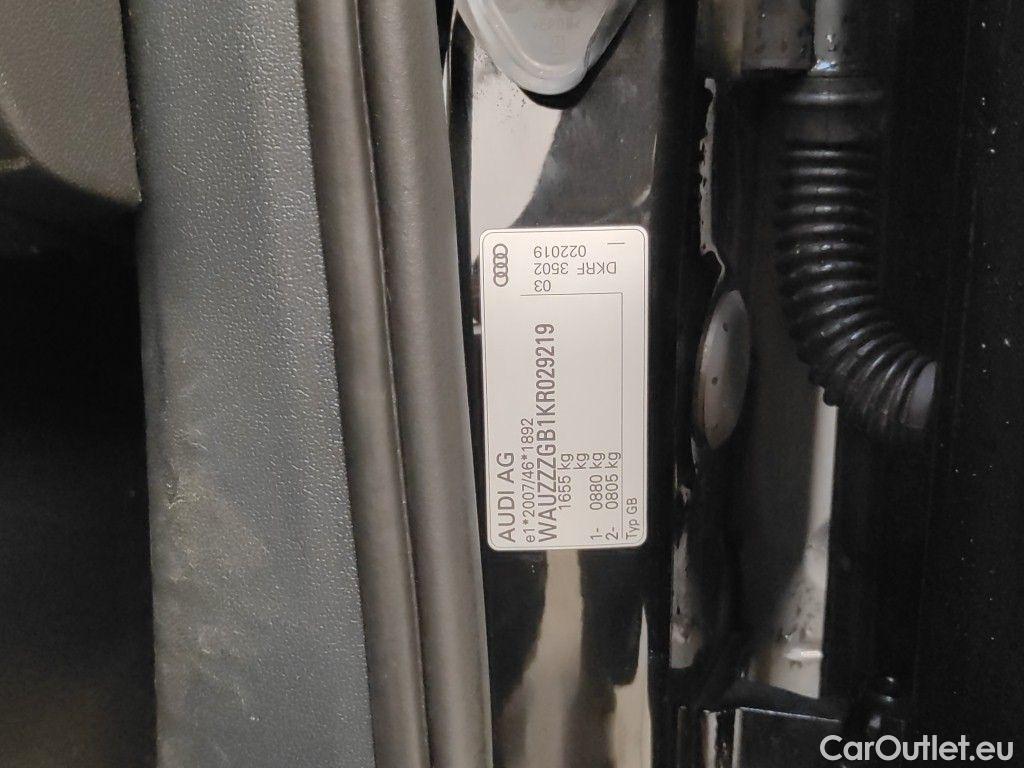 AUDI AG
e1*2007/46*1892
WAUZZZGB1KR029219
1655 kg
kg
1- 0880 kg
2- 0805 kg
Typ GB
03
DKRF 3502
022019
CarOutlet.eu